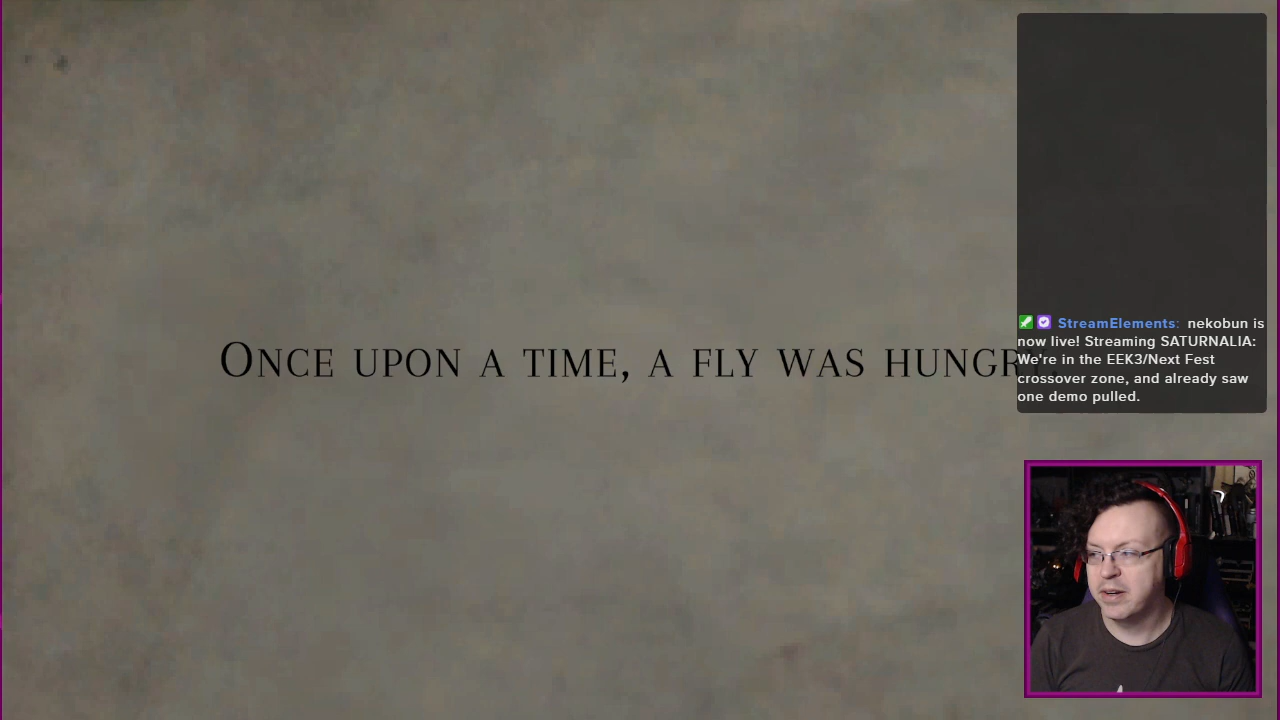 Once upon a time, a fly was hungry.
StreamElements: nekobun is
now live! Streaming SATURNALIA:
We're in the EEK3/Next Fest
crossover zone, and already saw
one demo pulled.